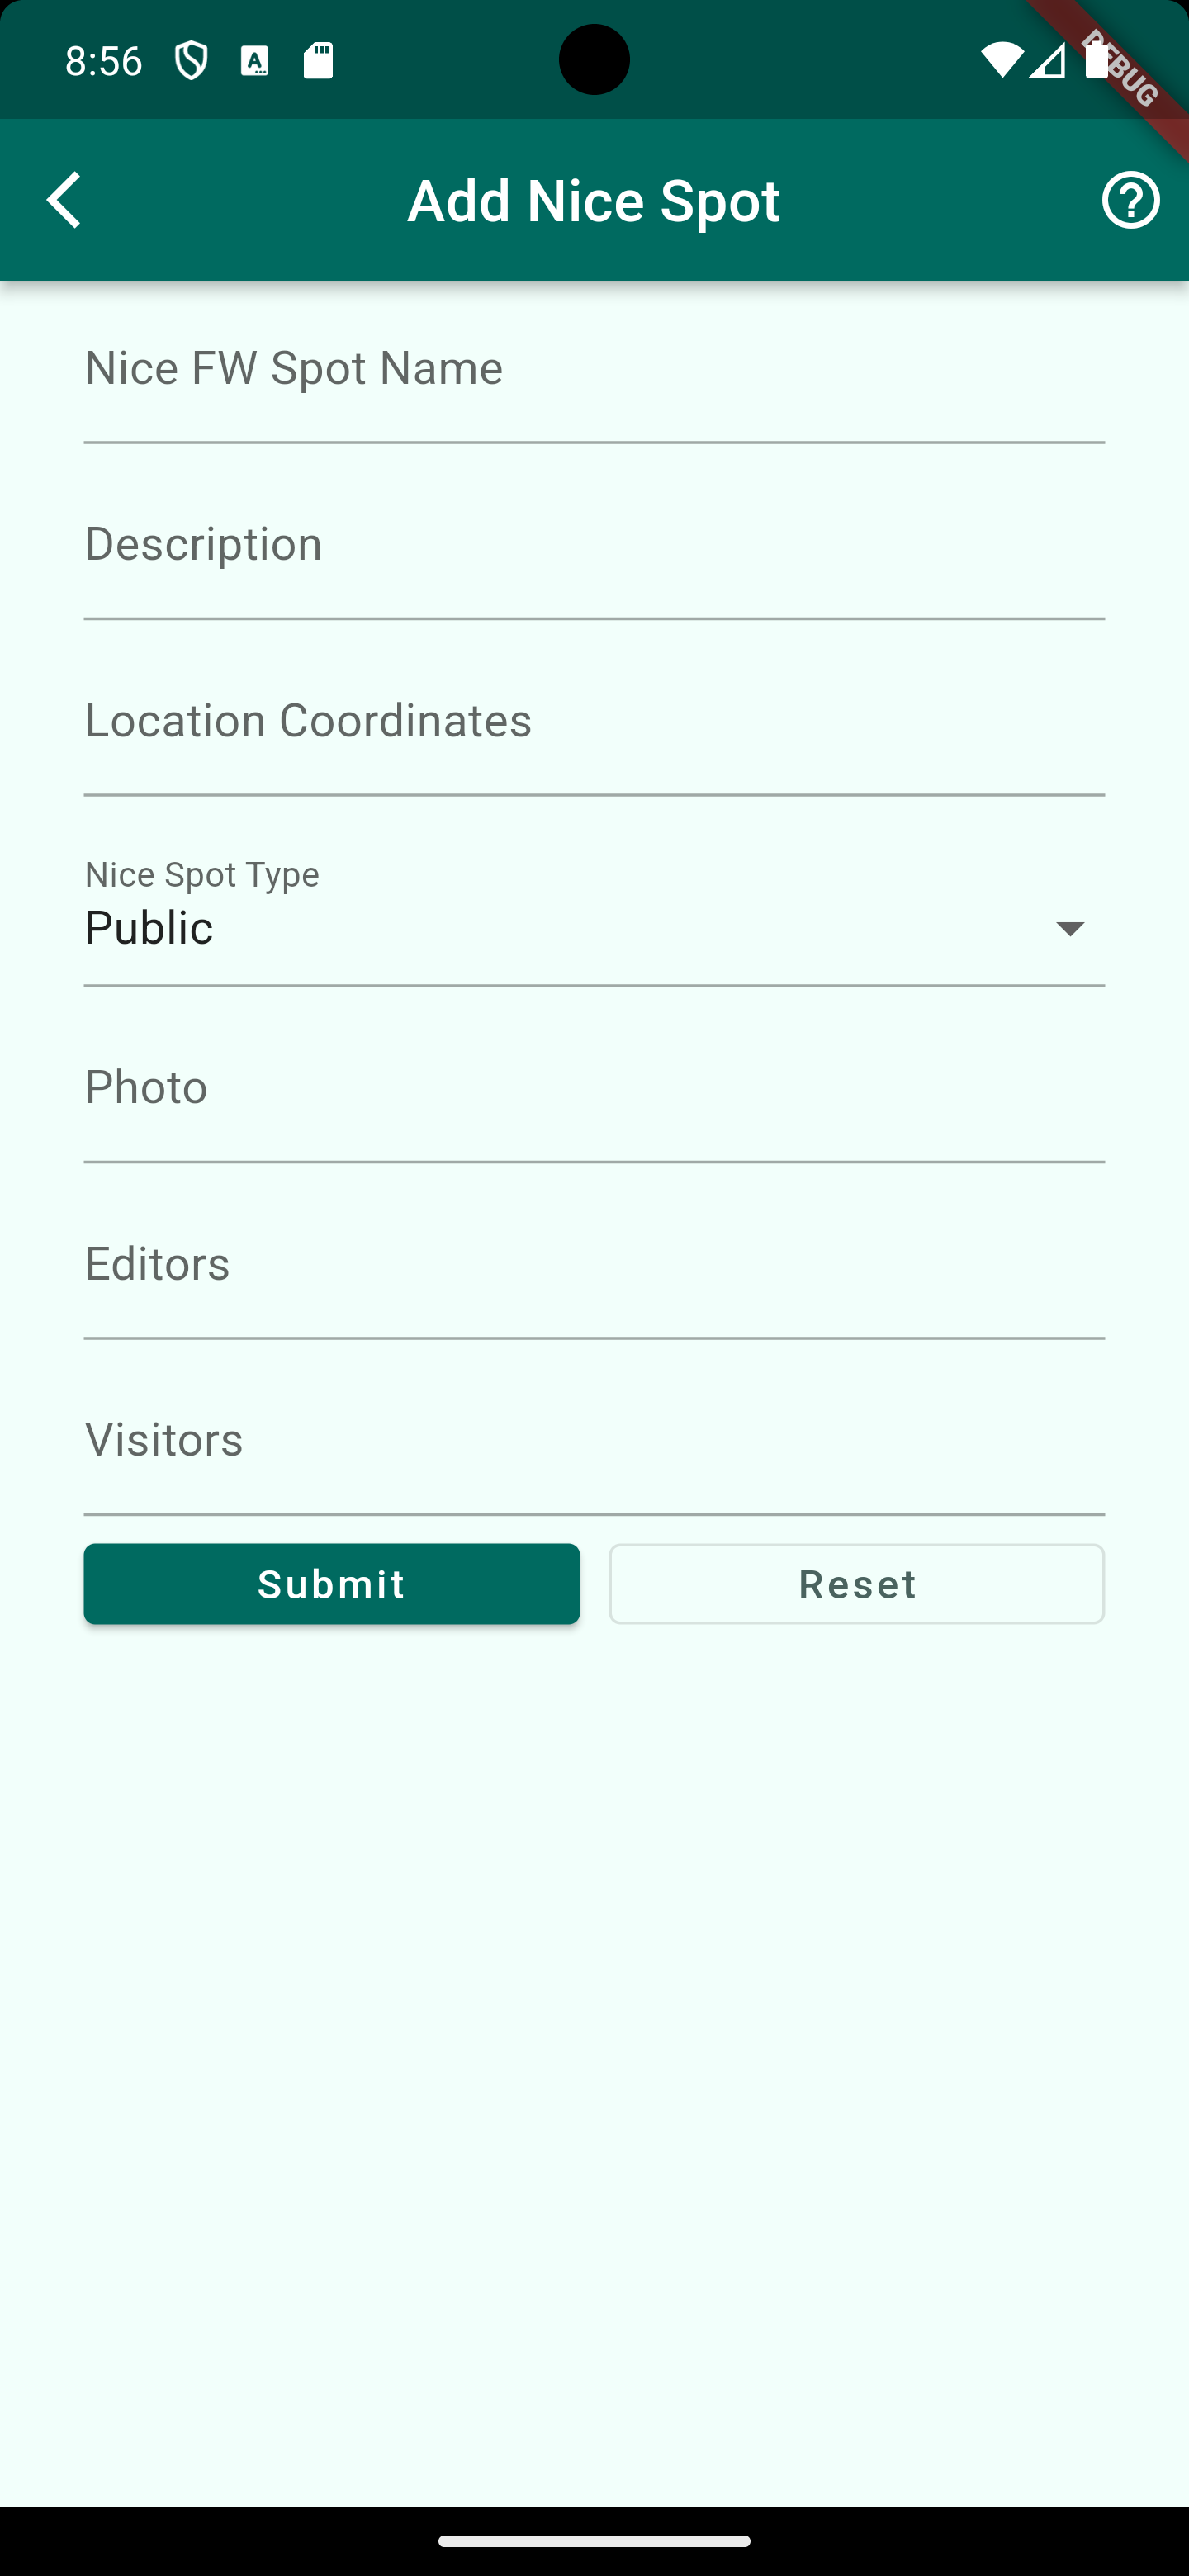 8:56
DEBUG
Add Nice Spot
Nice FW Spot Name
Description
Location Coordinates
Nice Spot Type
Public
Photo
Editors
Visitors
Submit
Reset